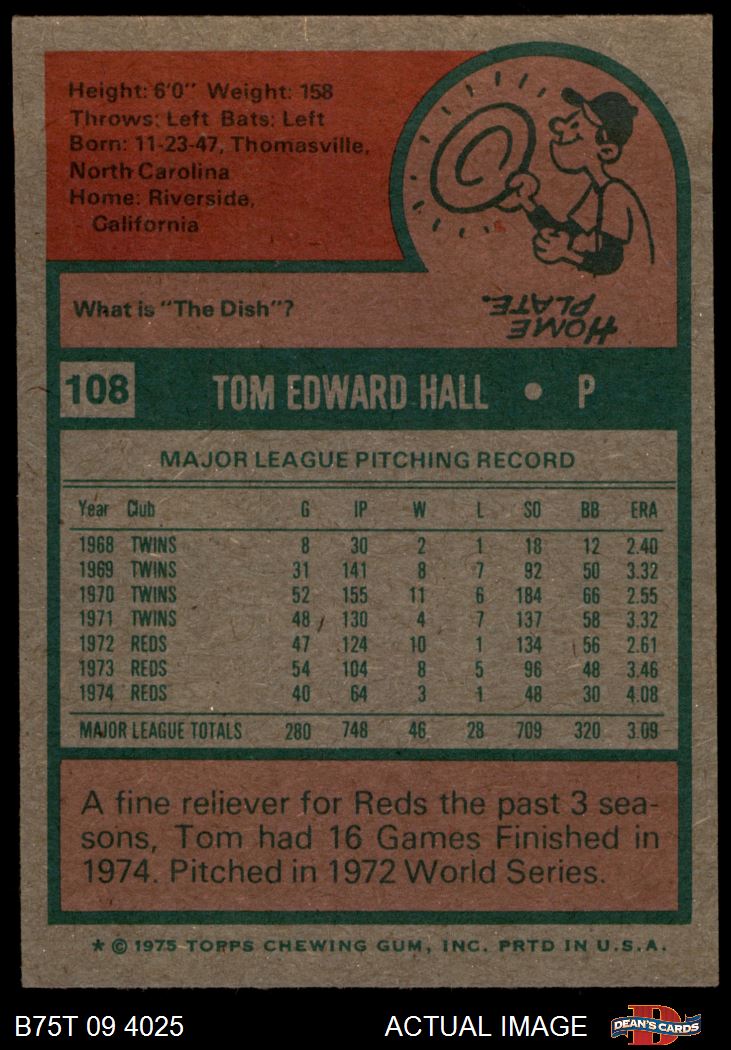 Height: 6'0" Weight: 158
Throws: Left Bats: Left
Born: 11-23-47, Thomasville,
North Carolina
Home: Riverside,
California
What is "The Dish"?
HOME
PLATE.
108 TOM EDWARD HALL • P
MAJOR LEAGUE PITCHING RECORD
Year Club G IP W L SO BB ERA
1968 TWINS 8 30 2 1 18 12 2.40
1969 TWINS 31 141 8 7 92 50 3.32
1970 TWINS 52 155 11 6 184 66 2.55
1971 TWINS 48 130 4 7 137 58 3.32
1972 REDS 47 124 10 1 134 56 2.61
1973 REDS 54 104 8 5 96 48 3.46
1974 REDS 40 64 3 1 48 30 4.08
MAJOR LEAGUE TOTALS 280 748 46 28 709 320 3.09
A fine reliever for Reds the past 3 sea-
sons, Tom had 16 Games Finished in
1974. Pitched in 1972 World Series.
* © 1975 TOPPS CHEWING GUM, INC. PRTD IN U.S.A.
B75T 09 4025 ACTUAL IMAGE
D
DEAN'S CARDS